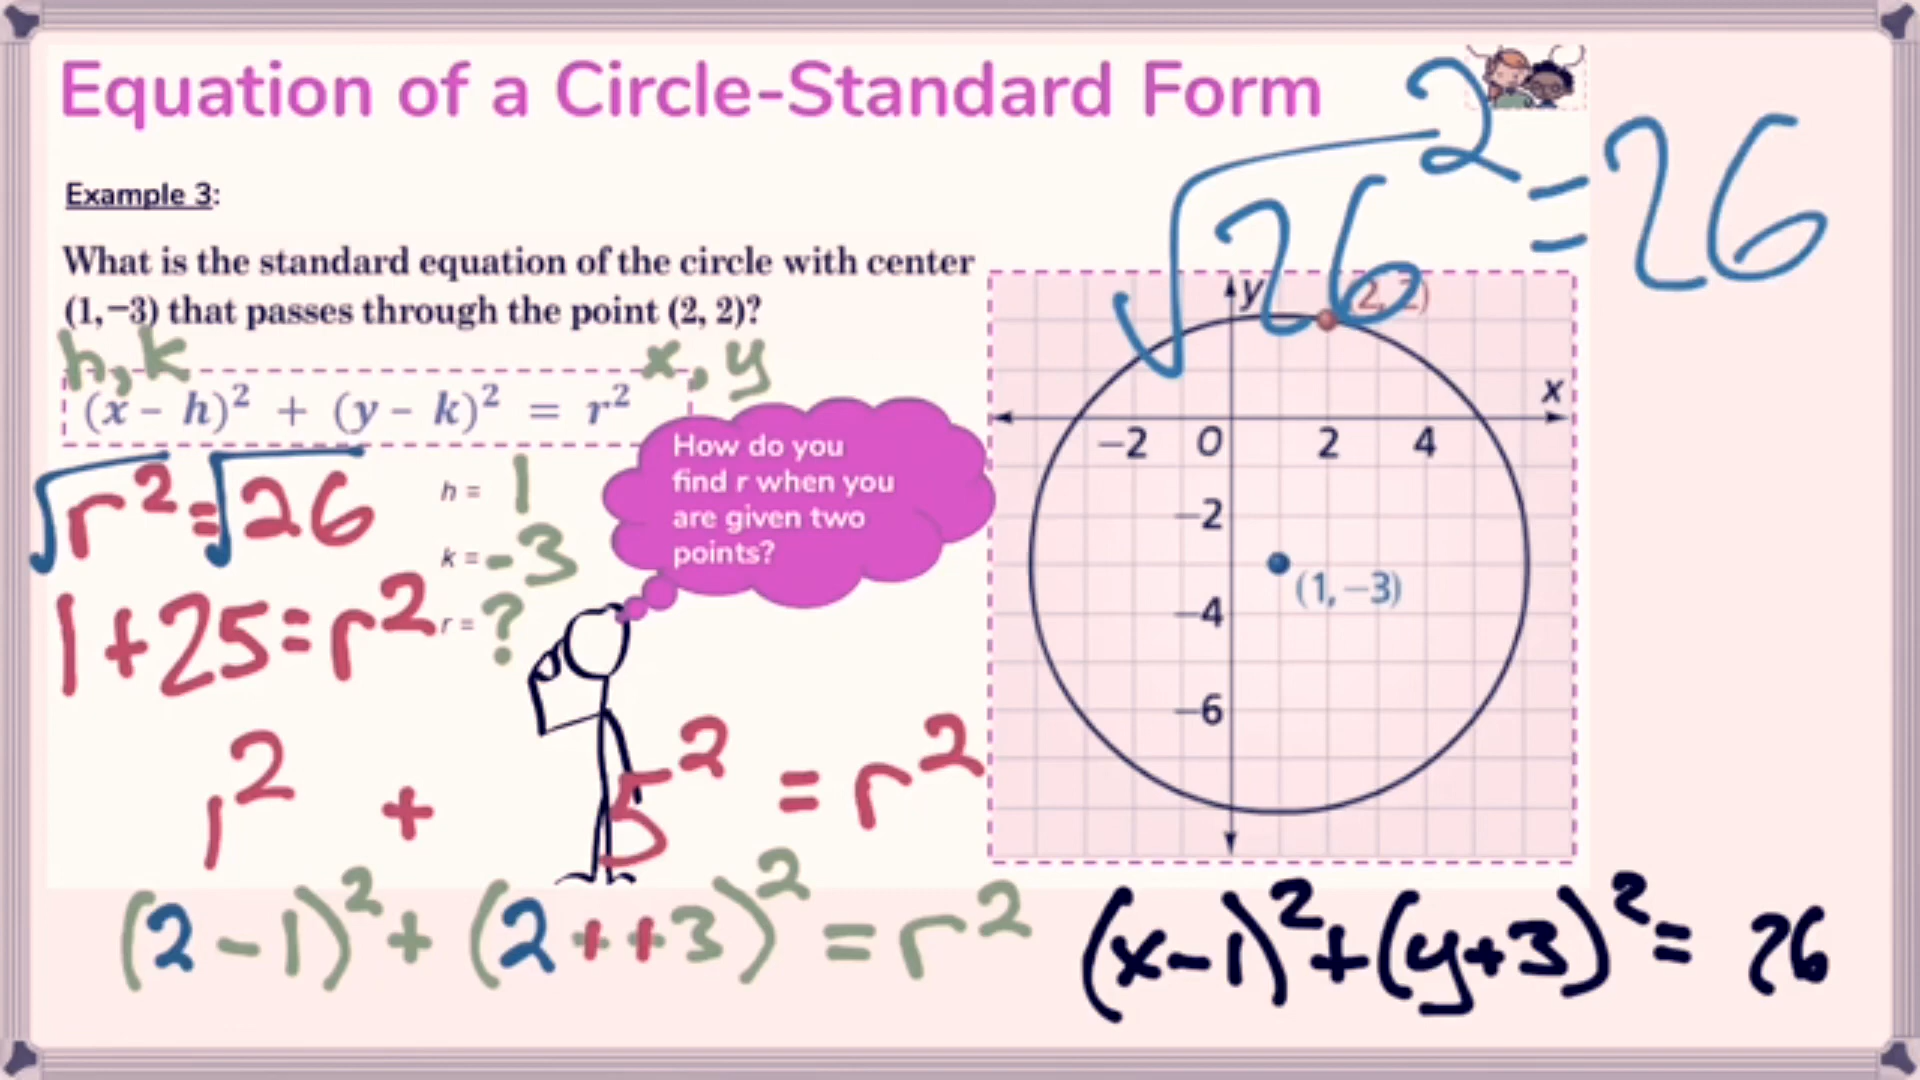 Equation of a Circle-Standard Form
√26² = 26
Example 3:
What is the standard equation of the circle with center
(1,−3) that passes through the point (2, 2)?
h, k
x, y
(x − h)² + (y − k)² = r²
How do you
find r when you
are given two
points?
√r² = √26
h = 1
k = -3
r = ?
1+25=r²
1² + 5² = r²
(2-1)² + (2++3)² = r²
(x-1)²+(y+3)² = 26
y
2, 2)
x
−2 O 2 4
−2
(1, −3)
−4
−6